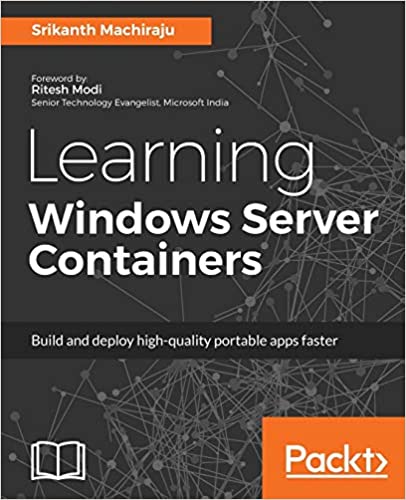 Srikanth Machiraju
Foreword by:
Ritesh Modi
Senior Technology Evangelist, Microsoft India
Learning
Windows Server
Containers
Build and deploy high-quality portable apps faster
Packt>